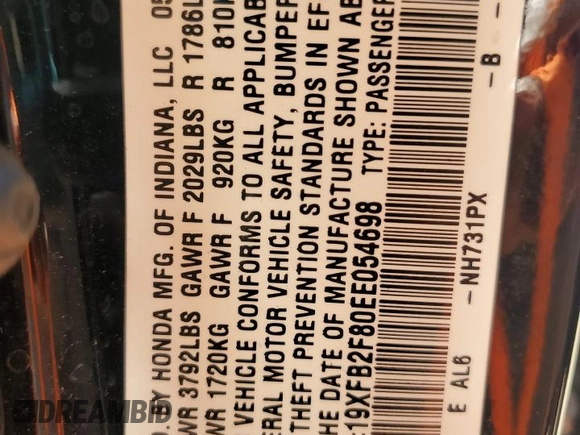 BY HONDA MFG. OF INDIANA, LLC 05
WR 3792LBS GAWR F 2029LBS R 1786L
WR 1720KG GAWR F 920KG R 810K
VEHICLE CONFORMS TO ALL APPLICAB
ERAL MOTOR VEHICLE SAFETY, BUMPER
THEFT PREVENTION STANDARDS IN EF
HE DATE OF MANUFACTURE SHOWN AB
19XFB2F80EE054698 TYPE: PASSENGER
E AL6 -NH731PX -B-
DREAMBID